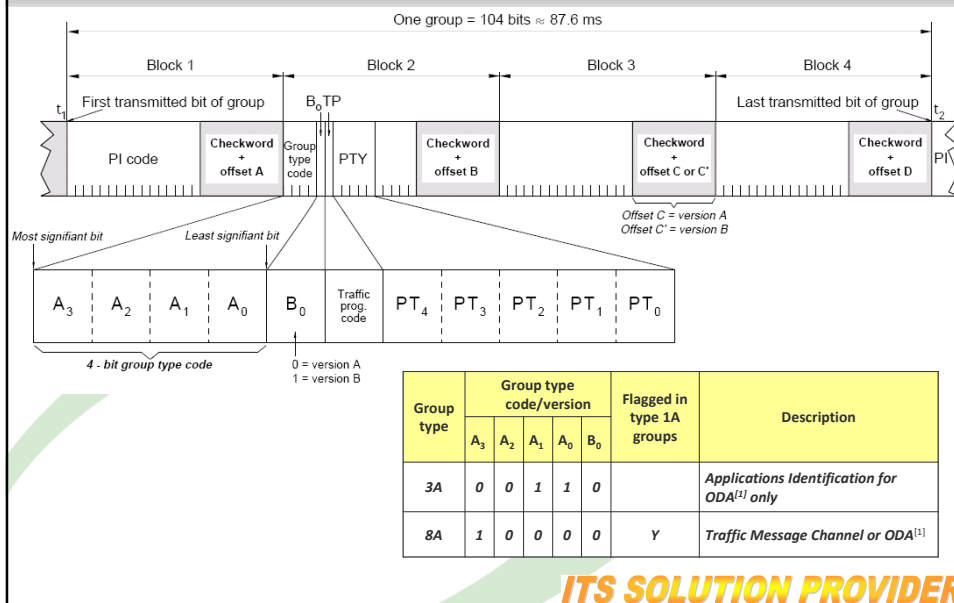 One group = 104 bits ≈ 87.6 ms
Block 1 Block 2 Block 3 Block 4
t1 First transmitted bit of group B0 TP Last transmitted bit of group t2
PI code
Checkword
+
offset A
Group
type
code
PTY
Checkword
+
offset B
Checkword
+
offset C or C'
Checkword
+
offset D
PI
Offset C = version A
Offset C' = version B
Most signifiant bit Least signifiant bit
A3 A2 A1 A0 B0
Traffic
prog.
code
PT4 PT3 PT2 PT1 PT0
4 - bit group type code
0 = version A
1 = version B
Group
type
Group type
code/version
A3 A2 A1 A0 B0
Flagged in
type 1A
groups
Description
3A 0 0 1 1 0
Applications Identification for
ODA[1] only
8A 1 0 0 0 0 Y Traffic Message Channel or ODA[1]
ITS SOLUTION PROVIDER